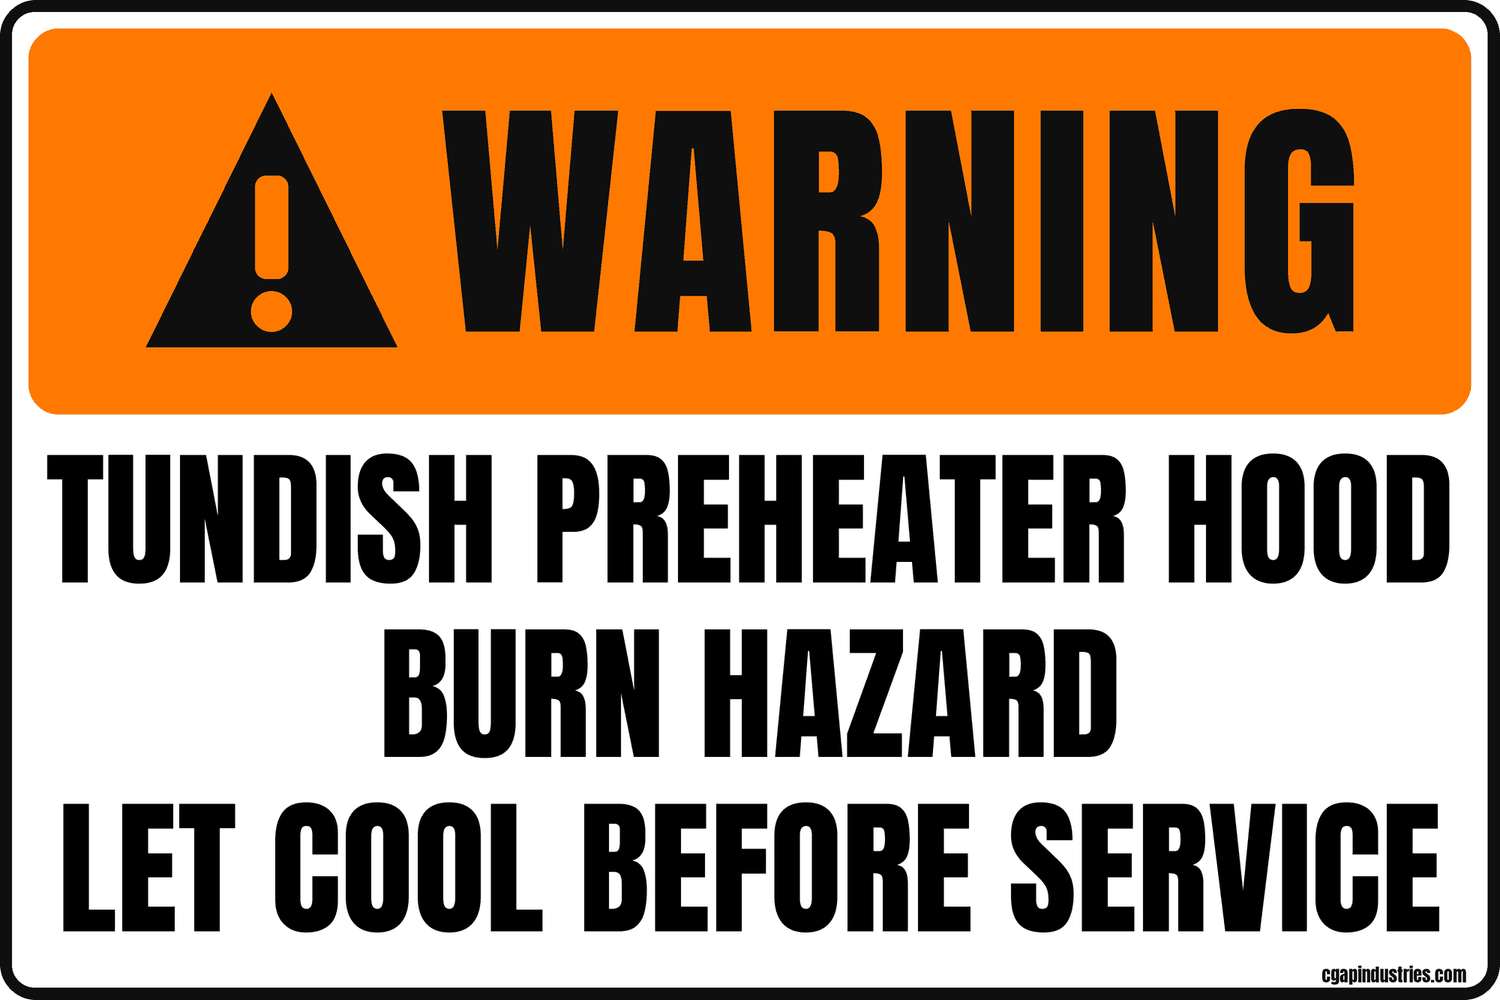 WARNING
TUNDISH PREHEATER HOOD
BURN HAZARD
LET COOL BEFORE SERVICE
cgapindustries.com